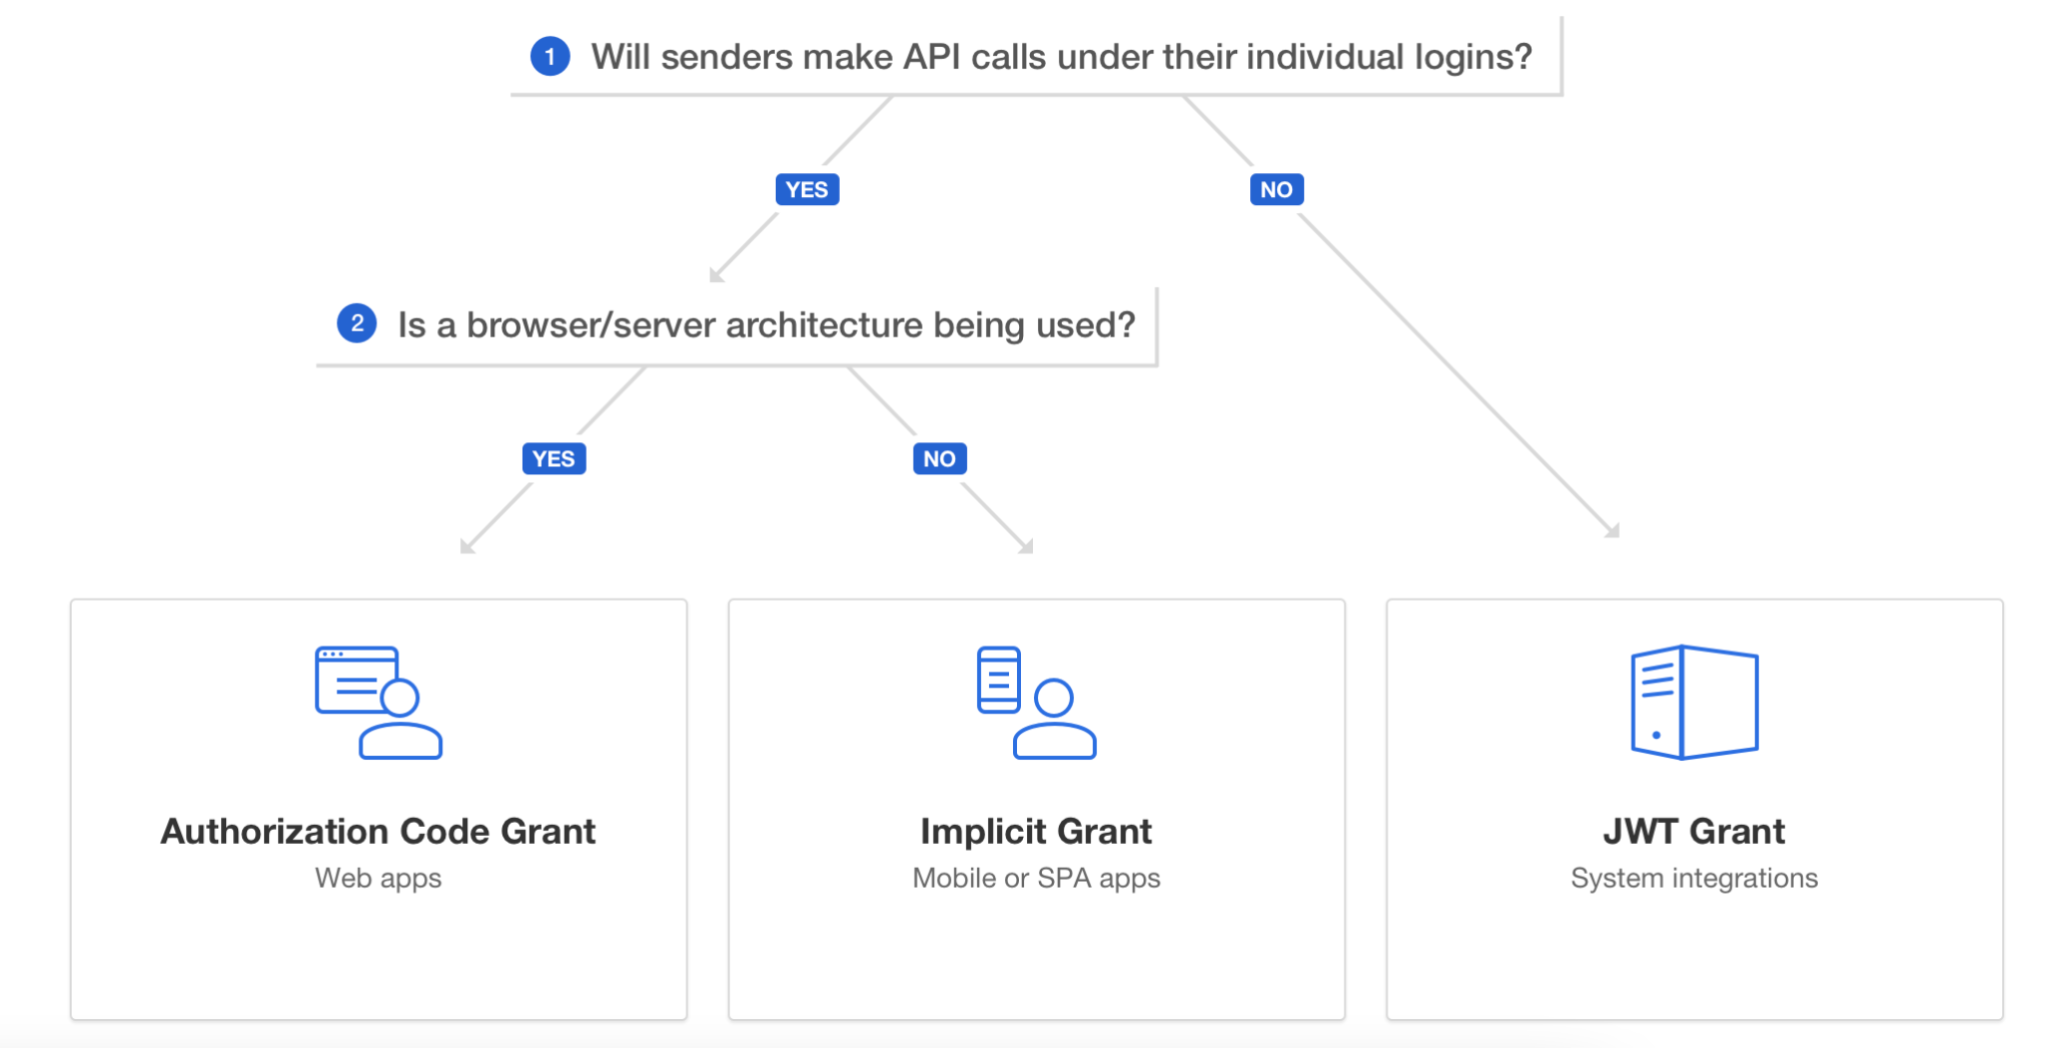 1 Will senders make API calls under their individual logins?
YES
NO
2 Is a browser/server architecture being used?
YES
NO
Authorization Code Grant
Web apps
Implicit Grant
Mobile or SPA apps
JWT Grant
System integrations